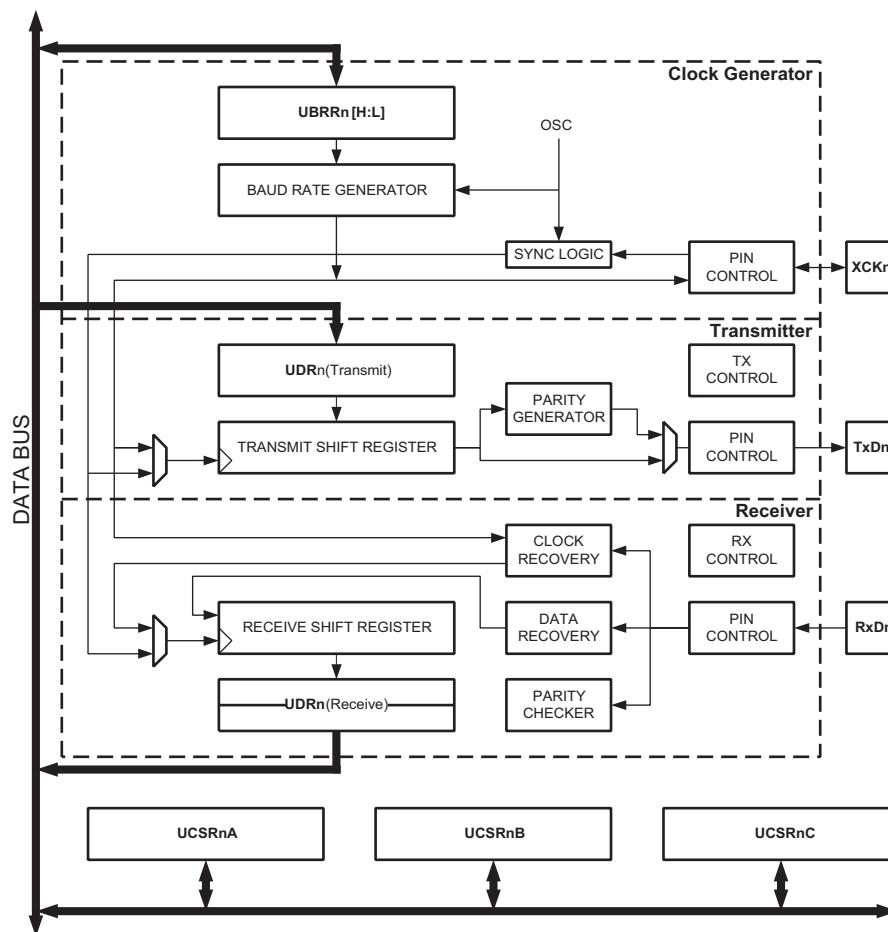 Clock Generator
UBRRn [H:L]
OSC
BAUD RATE GENERATOR
SYNC LOGIC
PIN
CONTROL
XCKn
Transmitter
UDRn(Transmit)
TX
CONTROL
PARITY
GENERATOR
TRANSMIT SHIFT REGISTER
PIN
CONTROL
TxDn
DATA BUS
Receiver
CLOCK
RECOVERY
RX
CONTROL
RECEIVE SHIFT REGISTER
DATA
RECOVERY
PIN
CONTROL
RxDn
UDRn(Receive)
PARITY
CHECKER
UCSRnA
UCSRnB
UCSRnC